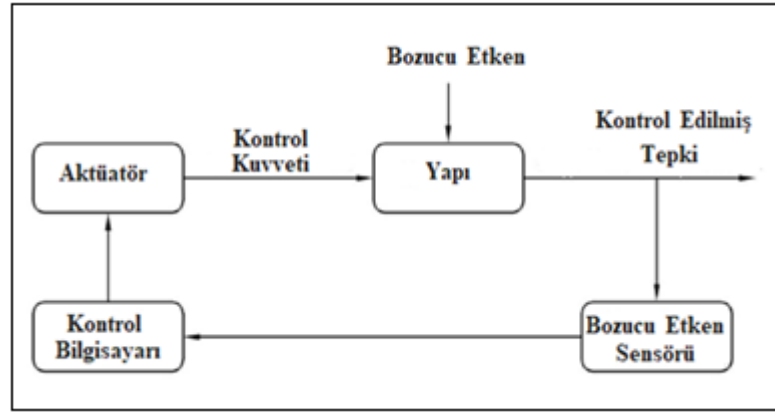 Bozucu Etken
Kontrol Edilmiş
Tepki
Kontrol
Kuvveti
Aktüatör
Yapı
Kontrol
Bilgisayarı
Bozucu Etken
Sensörü